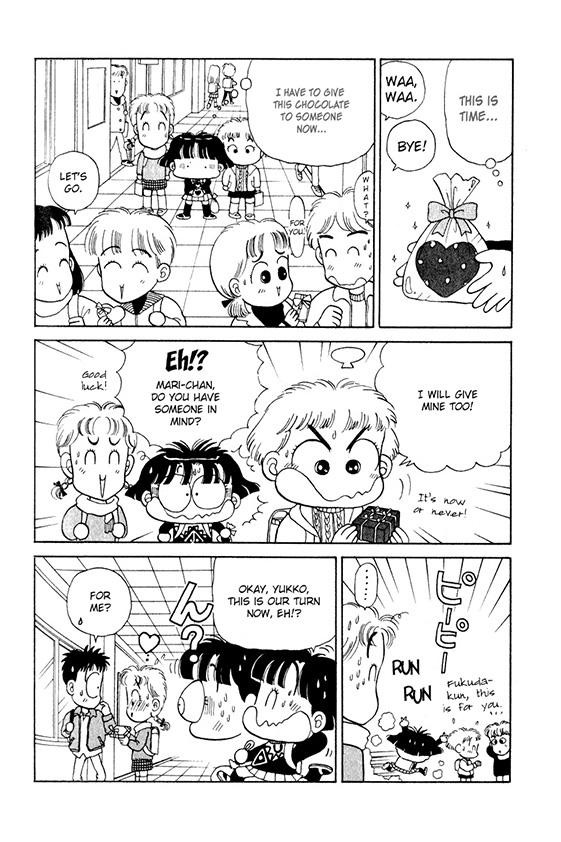 THIS IS
TIME...
WAA,
WAA.
BYE!
I HAVE TO GIVE
THIS CHOCOLATE
TO SOMEONE
NOW...
WHAT?
FOR
YOU.
LET'S
GO.
I WILL GIVE
MINE TOO!
It's now
or never!
Eh!?
MARI-CHAN,
DO YOU HAVE
SOMEONE IN
MIND?
Good
luck!
......
ピーピー
RUN
RUN
Fukuda-
kun, this
is for you.
OKAY, YUKKO,
THIS IS OUR TURN
NOW, EH!?
ん?
FOR
ME?